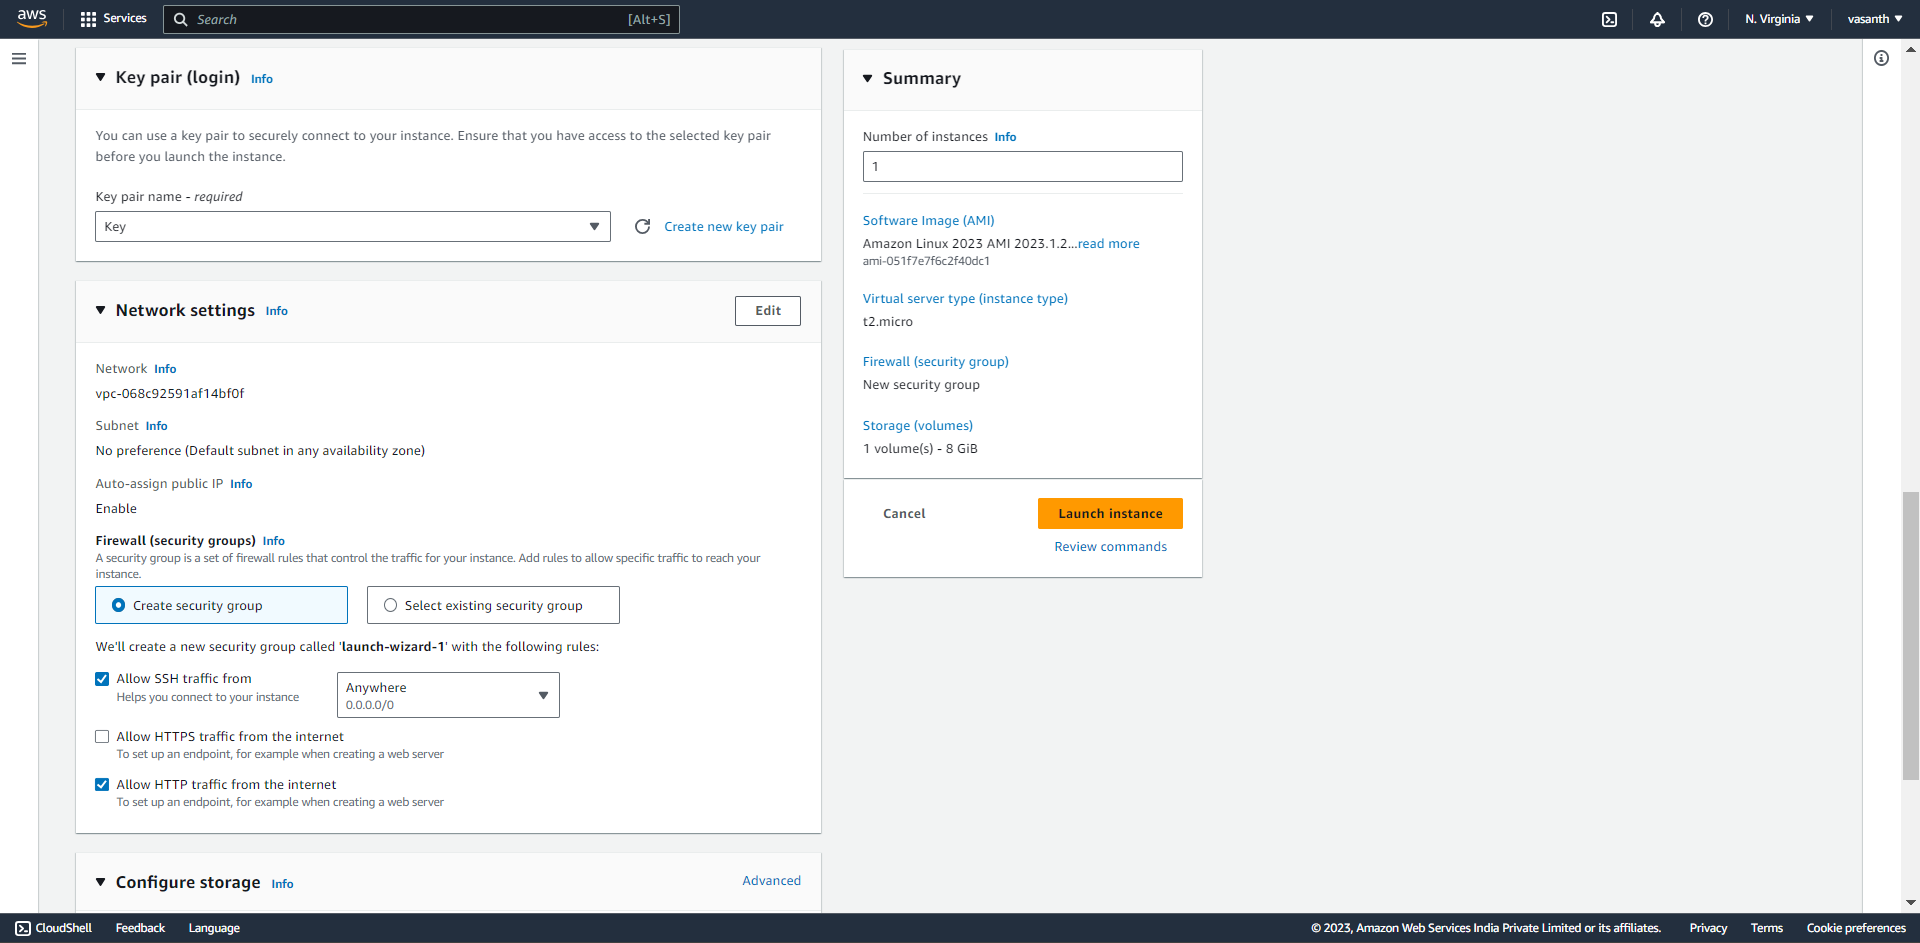 aws
Services
Search
[Alt+S]
N. Virginia
vasanth
Key pair (login) Info
You can use a key pair to securely connect to your instance. Ensure that you have access to the selected key pair
before you launch the instance.
Key pair name - required
Key
Create new key pair
Network settings Info
Edit
Network Info
vpc-068c92591af14bf0f
Subnet Info
No preference (Default subnet in any availability zone)
Auto-assign public IP Info
Enable
Firewall (security groups) Info
A security group is a set of firewall rules that control the traffic for your instance. Add rules to allow specific traffic to reach your
instance.
Create security group
Select existing security group
We'll create a new security group called 'launch-wizard-1' with the following rules:
Allow SSH traffic from
Helps you connect to your instance
Anywhere
0.0.0.0/0
Allow HTTPS traffic from the internet
To set up an endpoint, for example when creating a web server
Allow HTTP traffic from the internet
To set up an endpoint, for example when creating a web server
Configure storage Info
Advanced
Summary
Number of instances Info
1
Software Image (AMI)
Amazon Linux 2023 AMI 2023.1.2...read more
ami-051f7e7f6c2f40dc1
Virtual server type (instance type)
t2.micro
Firewall (security group)
New security group
Storage (volumes)
1 volume(s) - 8 GiB
Cancel
Launch instance
Review commands
CloudShell
Feedback
Language
© 2023, Amazon Web Services India Private Limited or its affiliates.
Privacy
Terms
Cookie preferences